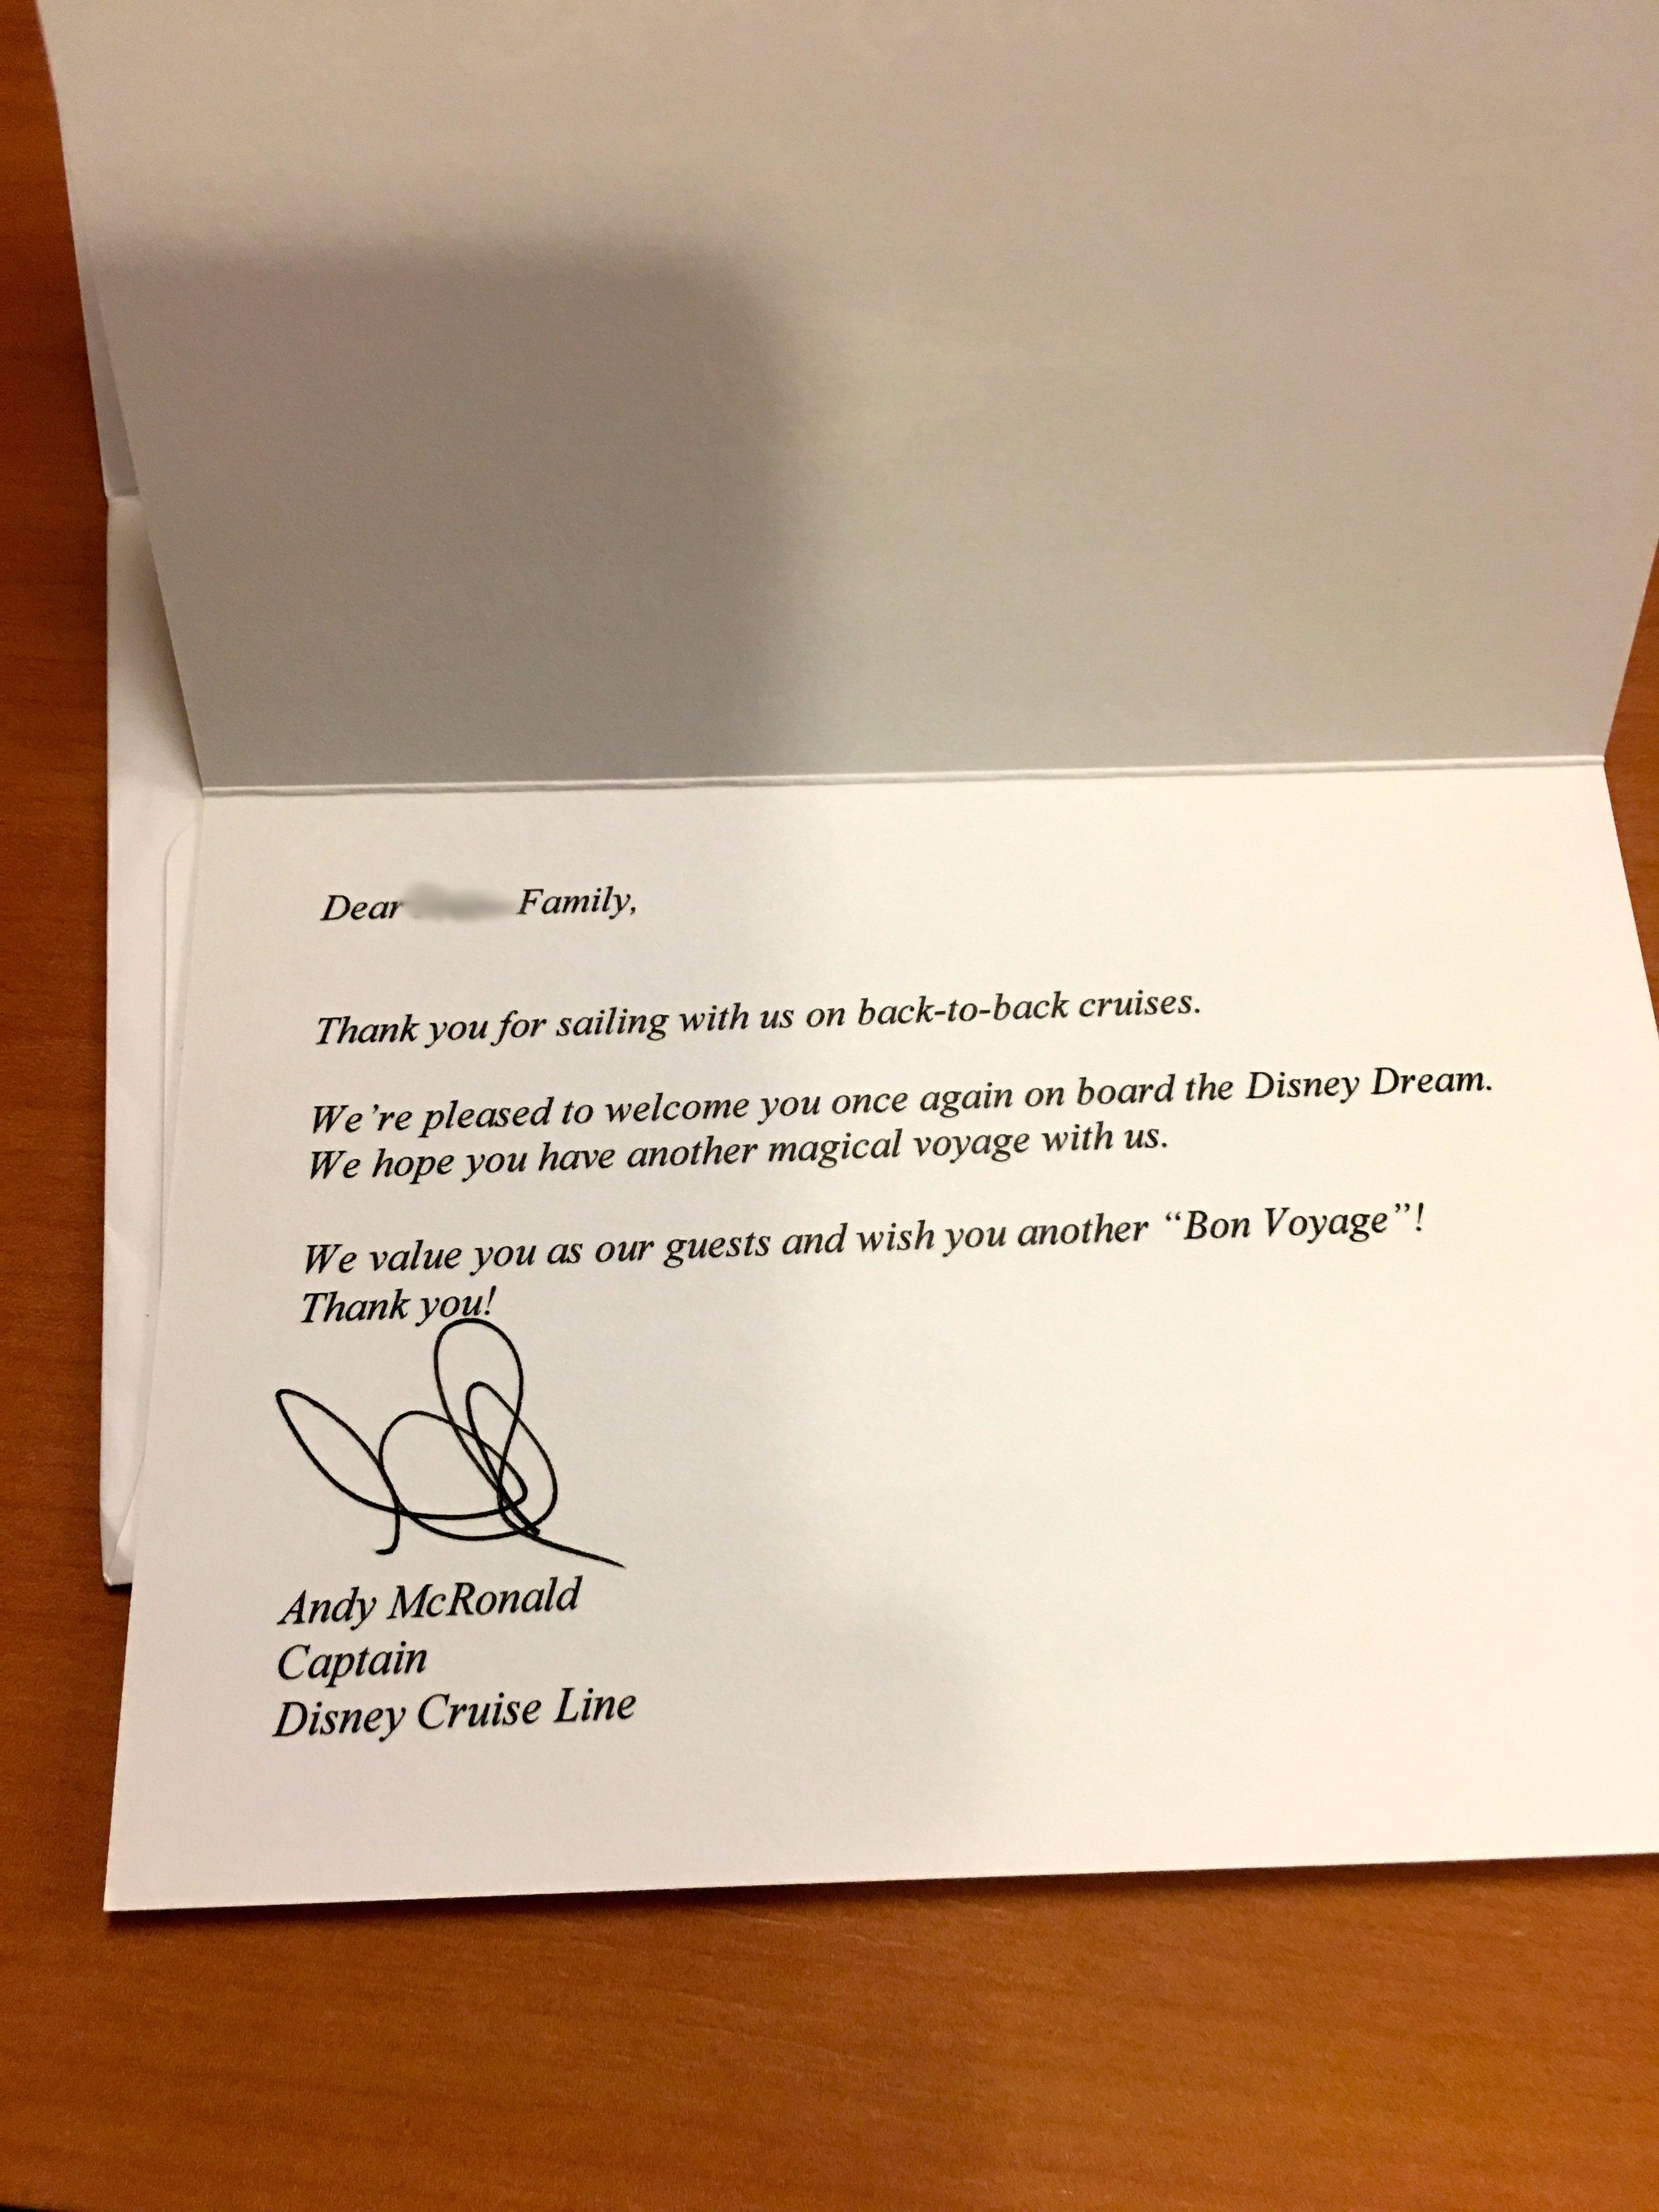 Dear Family,
Thank you for sailing with us on back-to-back cruises.
We're pleased to welcome you once again on board the Disney Dream.
We hope you have another magical voyage with us.
We value you as our guests and wish you another “Bon Voyage”!
Thank you!
Andy McRonald
Captain
Disney Cruise Line